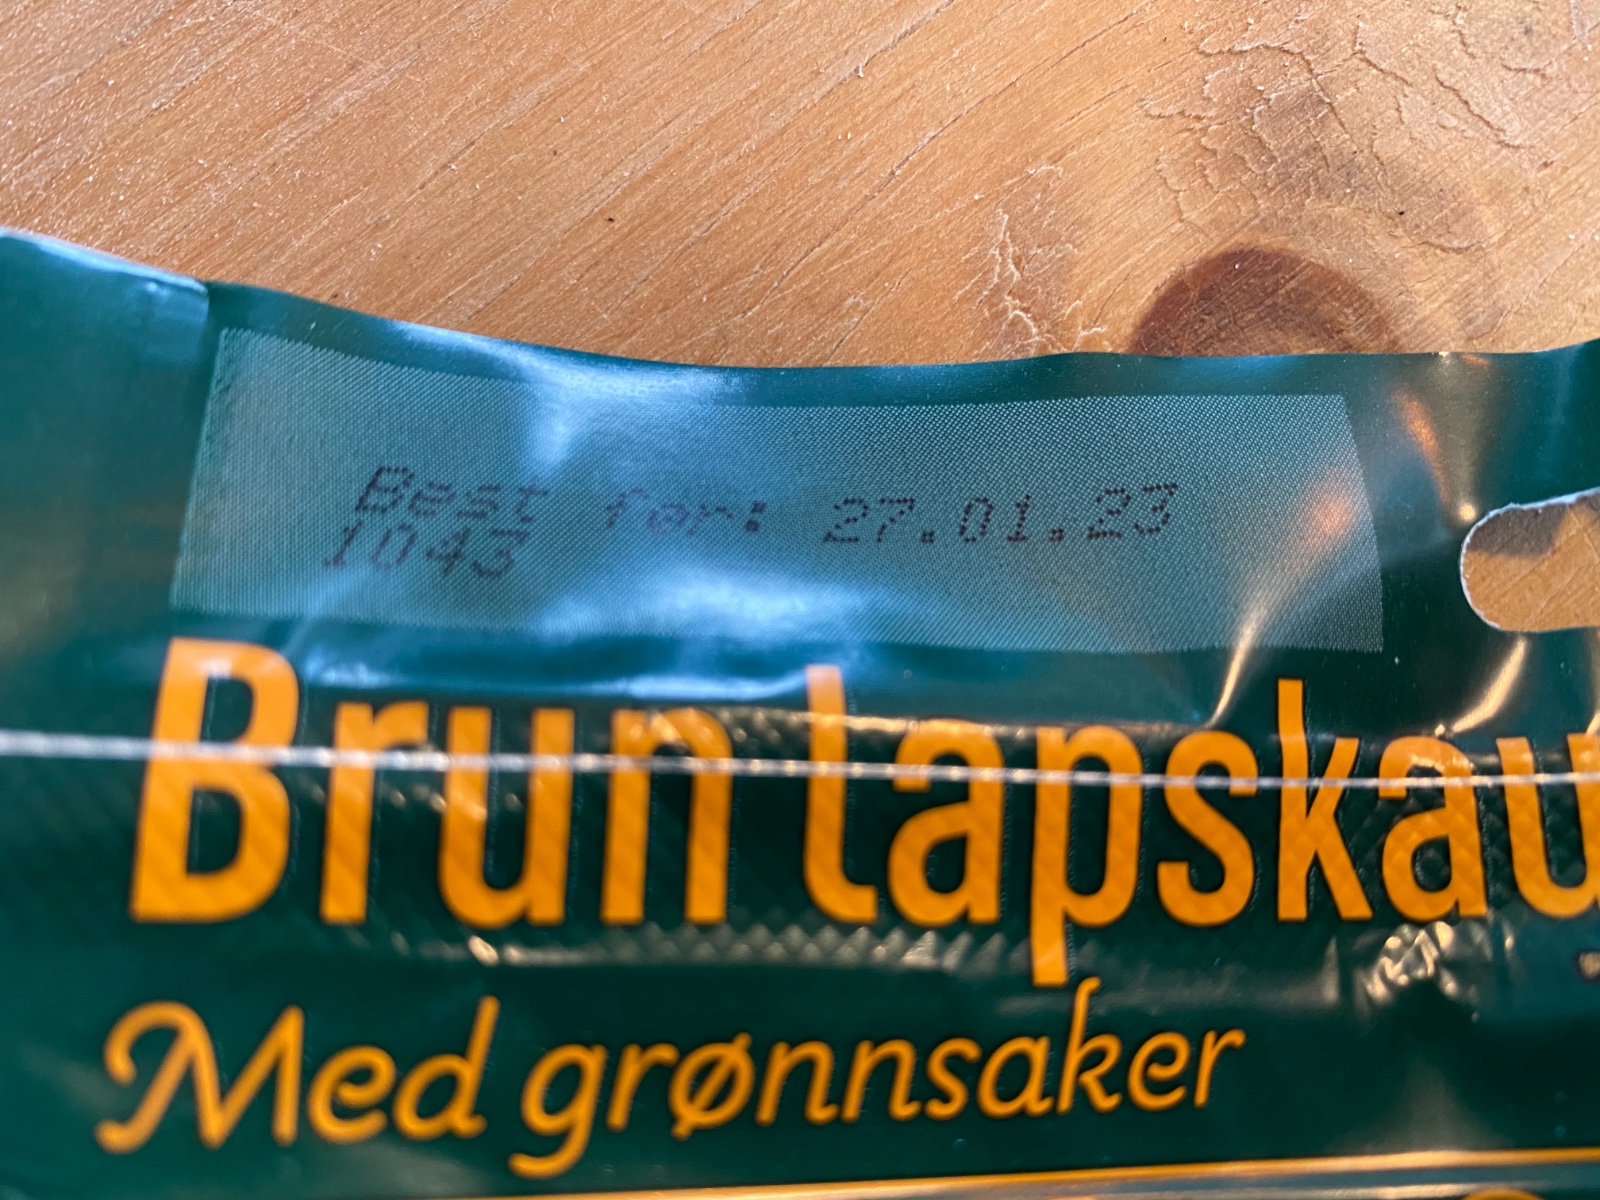 Best før: 27.01.23
1043
Brun lapskau
Med grønnsaker